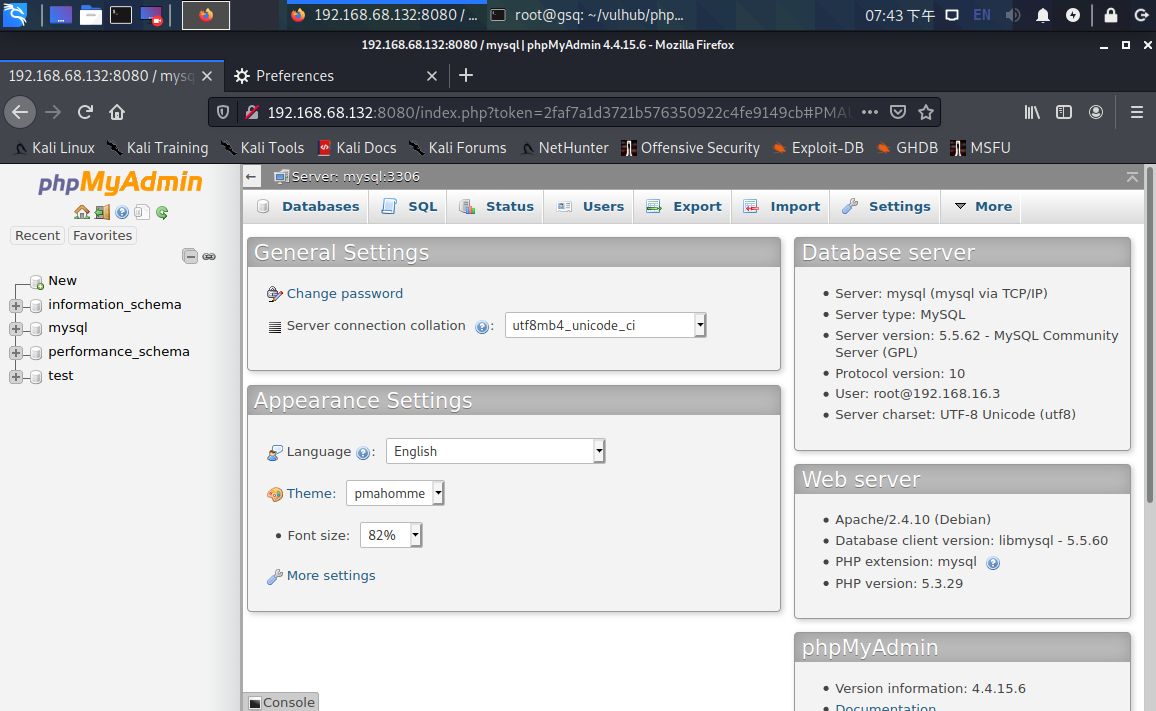 192.168.68.132:8080 / ...
root@gsq: ~/vulhub/php...
07:43 下午
EN
192.168.68.132:8080 / mysql | phpMyAdmin 4.4.15.6 - Mozilla Firefox
192.168.68.132:8080 / mysq
Preferences
192.168.68.132:8080/index.php?token=2faf7a1d3721b576350922c4fe9149cb#PMAU
Kali Linux
Kali Training
Kali Tools
Kali Docs
Kali Forums
NetHunter
Offensive Security
Exploit-DB
GHDB
MSFU
phpMyAdmin
Recent
Favorites
New
information_schema
mysql
performance_schema
test
Server: mysql:3306
Databases
SQL
Status
Users
Export
Import
Settings
More
General Settings
Change password
Server connection collation
:
utf8mb4_unicode_ci
Appearance Settings
Language
:
English
Theme:
pmahomme
Font size:
82%
More settings
Database server
Server: mysql (mysql via TCP/IP)
Server type: MySQL
Server version: 5.5.62 - MySQL Community
Server (GPL)
Protocol version: 10
User: root@192.168.16.3
Server charset: UTF-8 Unicode (utf8)
Web server
Apache/2.4.10 (Debian)
Database client version: libmysql - 5.5.60
PHP extension: mysql
PHP version: 5.3.29
phpMyAdmin
Version information: 4.4.15.6
Documentation
Console